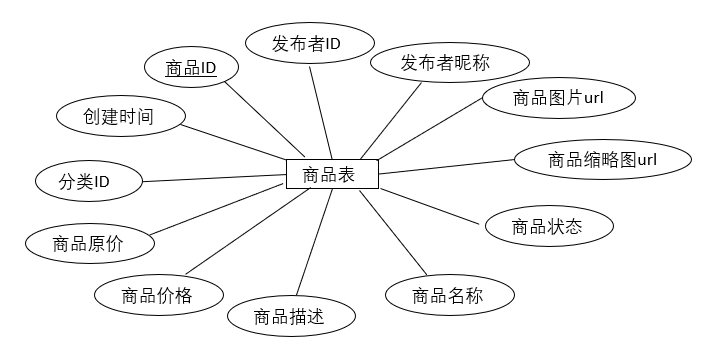 发布者ID
商品ID
发布者昵称
商品图片url
创建时间
商品缩略图url
商品表
分类ID
商品状态
商品原价
商品价格
商品名称
商品描述